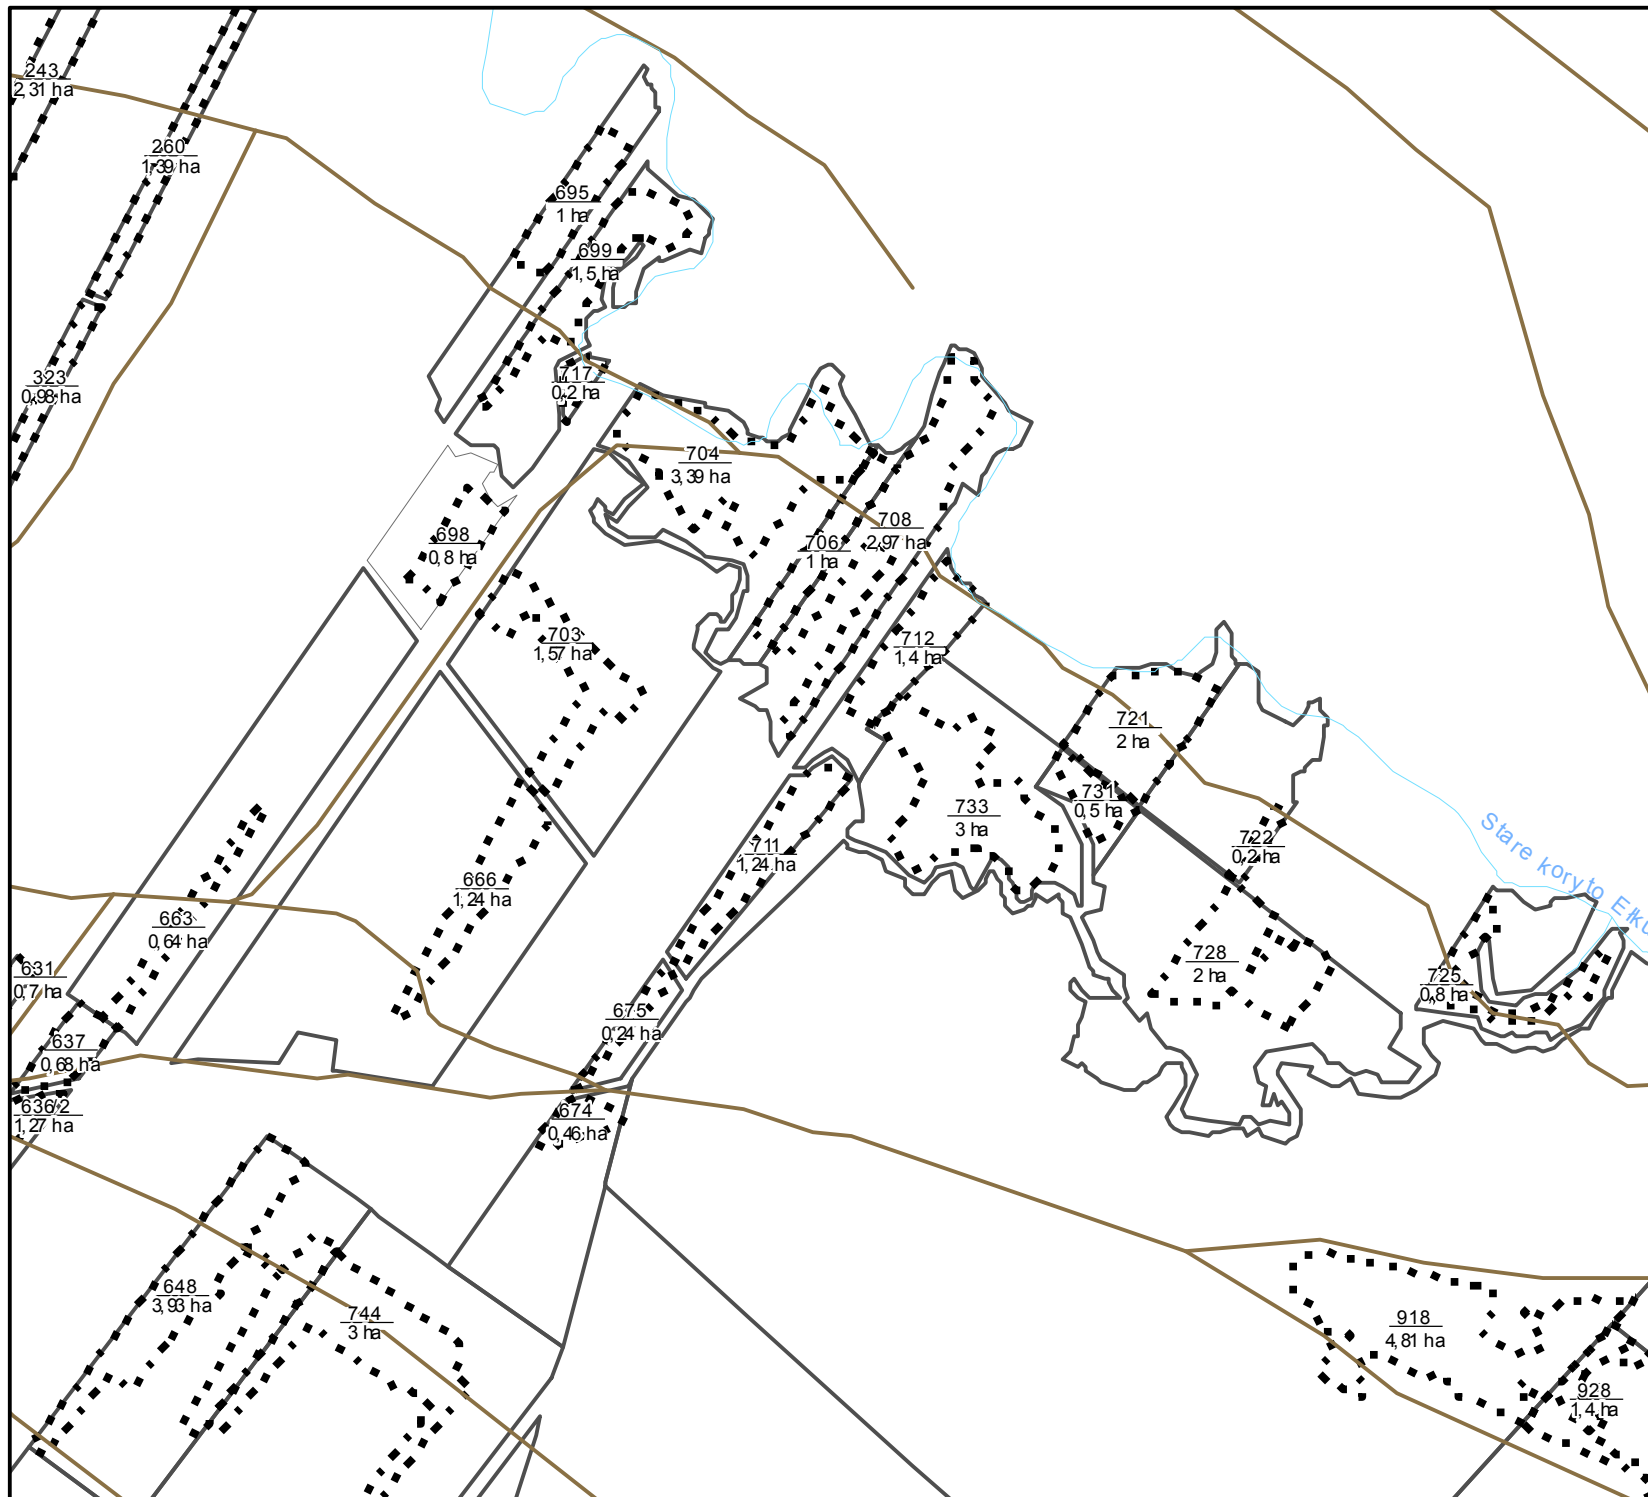 243
2,31 ha
260
1,39 ha
695
1 ha
699
1,5 ha
323
0,98 ha
717
0,2 ha
704
3,39 ha
708
2,97 ha
706
1 ha
698
0,8 ha
703
1,57 ha
712
1,4 ha
721
2 ha
731
0,5 ha
733
3 ha
722
0,2 ha
711
1,24 ha
Stare koryto Ełku
666
1,24 ha
663
0,64 ha
728
2 ha
631
0,7 ha
725
0,8 ha
675
0,24 ha
637
0,68 ha
636/2
1,27 ha
674
0,46 ha
648
3,93 ha
744
3 ha
918
4,81 ha
928
1,4 ha